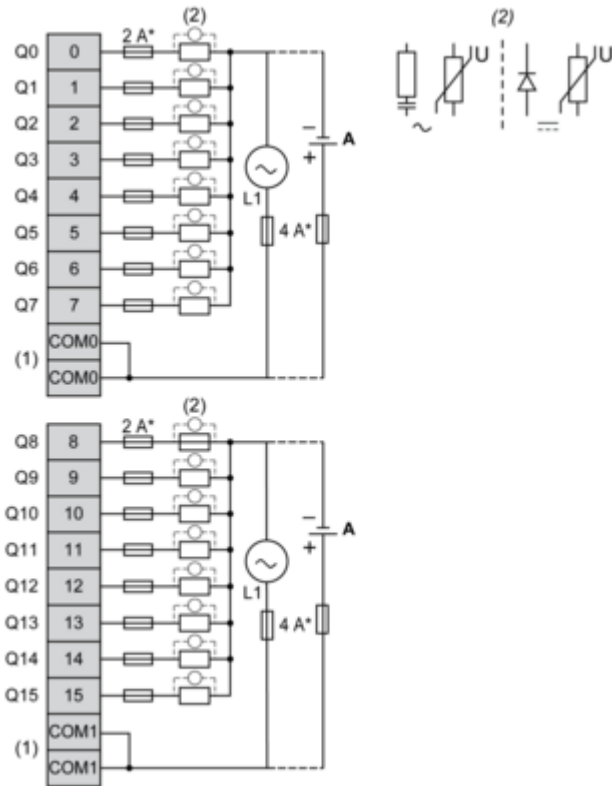 (2)
(2)
Q0 0 2 A*
U
U
Q1 1
Q2 2
~
Q3 3
− A
+
Q4 4
~
L1
Q5 5
4 A*
Q6 6
Q7 7
COM0
(1)
COM0
(2)
Q8 8 2 A*
Q9 9
Q10 10
− A
+
Q11 11
~
Q12 12
L1
Q13 13
4 A*
Q14 14
Q15 15
COM1
(1)
COM1